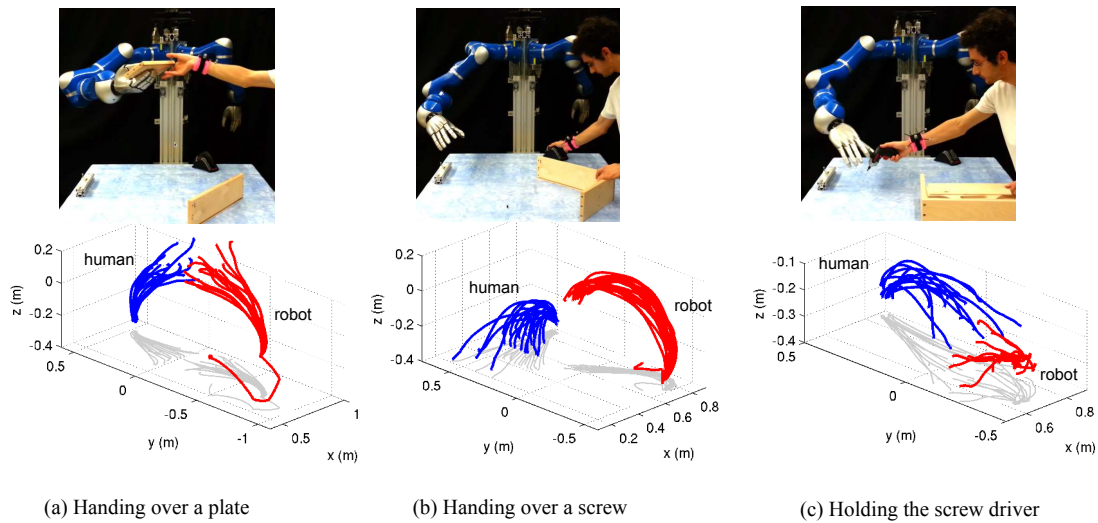 0.2
0
-0.2
-0.4
z (m)
human
robot
0.5
0
-0.5
-1
y (m)
0.5
1
x (m)
0.2
0
-0.2
-0.4
z (m)
human
robot
0.5
0
-0.5
y (m)
0.2
0.4
0.6
0.8
x (m)
-0.1
-0.2
-0.3
-0.4
z (m)
human
robot
0.5
0
-0.5
y (m)
0.6
0.8
x (m)
(a) Handing over a plate
(b) Handing over a screw
(c) Holding the screw driver